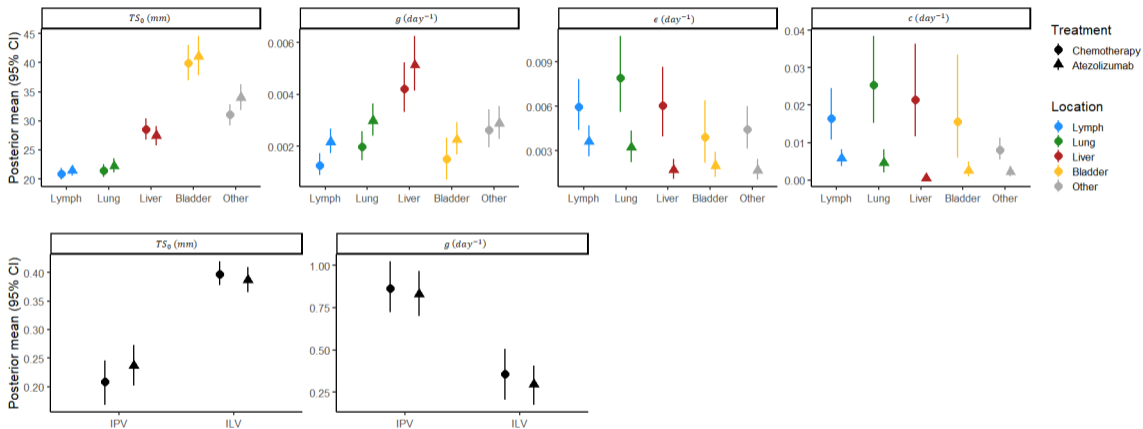 TS₀ (mm)
g (day⁻¹)
e (day⁻¹)
c (day⁻¹)
Posterior mean (95% CI)
45
40
35
30
25
20
Lymph Lung Liver Bladder Other
0.006
0.004
0.002
Lymph Lung Liver Bladder Other
0.009
0.006
0.003
Lymph Lung Liver Bladder Other
0.04
0.03
0.02
0.01
0.00
Lymph Lung Liver Bladder Other
Treatment
Chemotherapy
Atezolizumab
Location
Lymph
Lung
Liver
Bladder
Other
TS₀ (mm)
g (day⁻¹)
Posterior mean (95% CI)
0.40
0.35
0.30
0.25
0.20
IPV ILV
1.00
0.75
0.50
0.25
IPV ILV